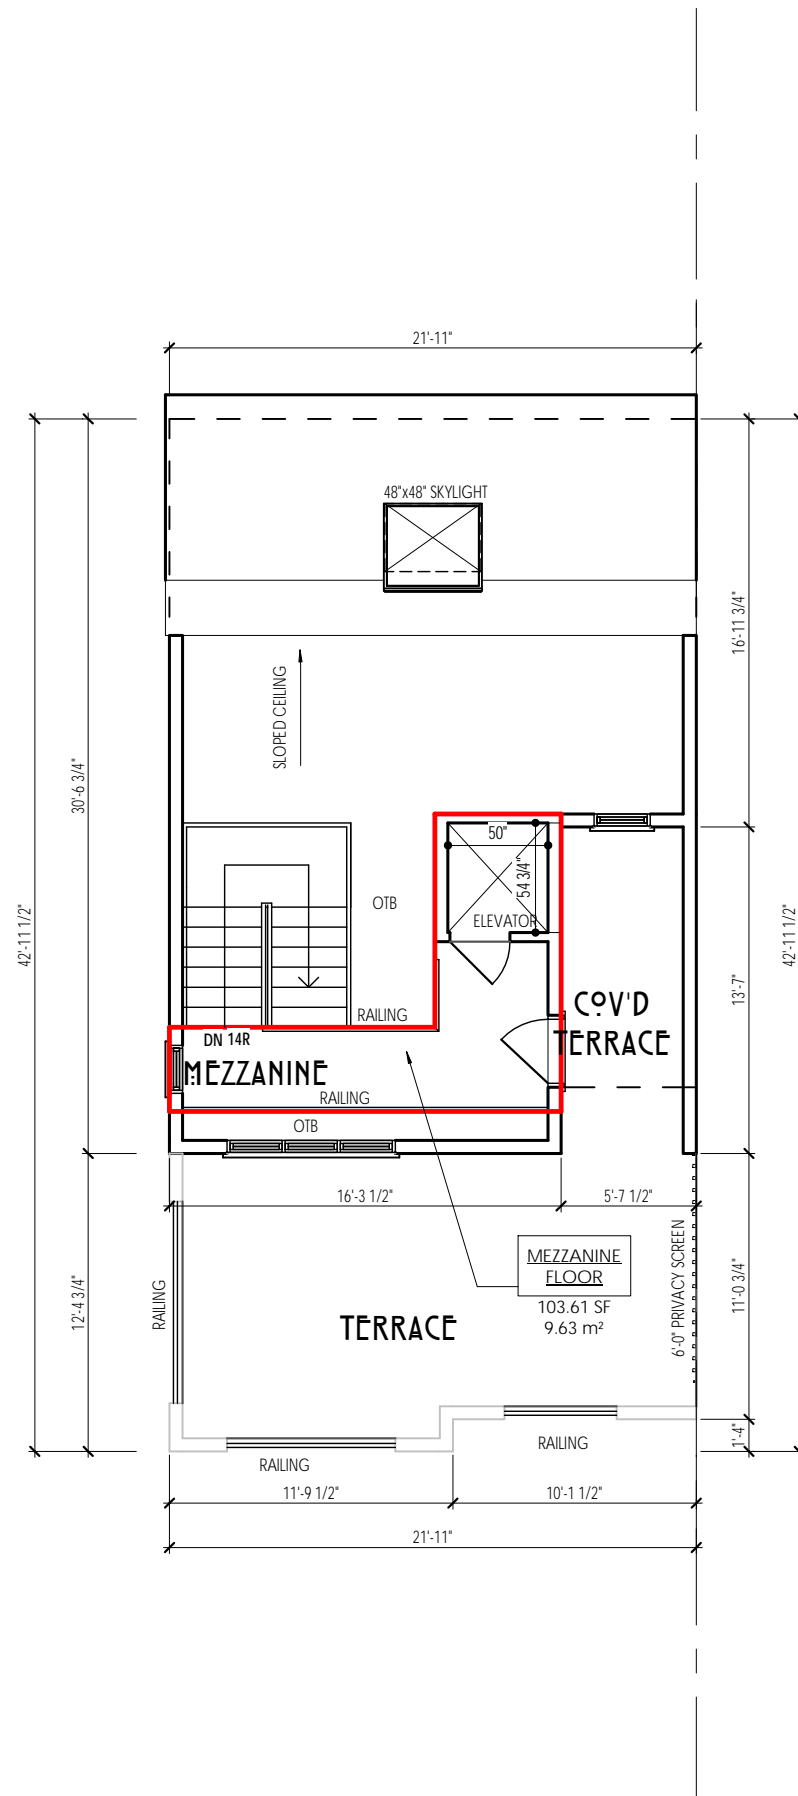 21'-11"
48"x48" SKYLIGHT
16'-11 3/4"
SLOPED CEILING
30'-6 3/4"
50"
54 3/4"
ELEVATOR
OTB
42'-11 1/2"
42'-11 1/2"
13'-7"
COV'D
TERRACE
RAILING
DN 14R
MEZZANINE
RAILING
OTB
16'-3 1/2"
5'-7 1/2"
MEZZANINE
FLOOR
103.61 SF
9.63 m²
6'-0" PRIVACY SCREEN
11'-0 3/4"
12'-4 3/4"
RAILING
TERRACE
1'-4"
RAILING
RAILING
11'-9 1/2"
10'-1 1/2"
21'-11"